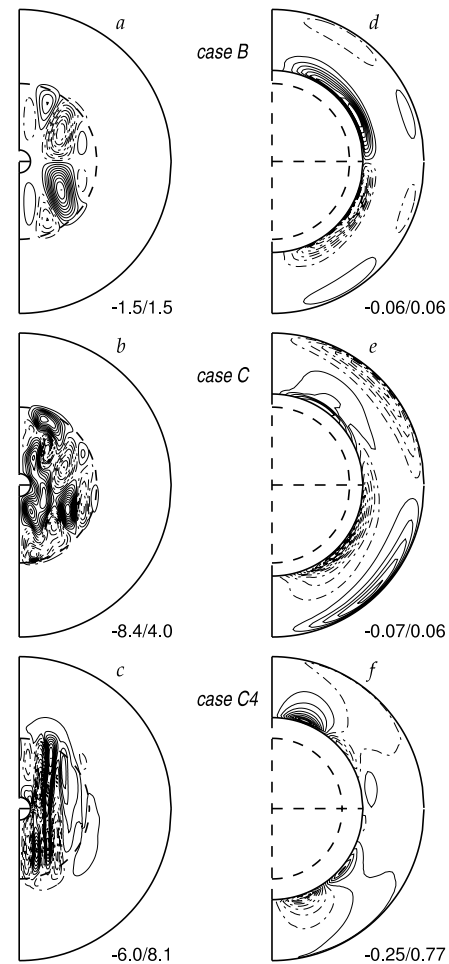 a
case B
d
-1.5/1.5
-0.06/0.06
b
case C
e
-8.4/4.0
-0.07/0.06
c
case C4
f
-6.0/8.1
-0.25/0.77